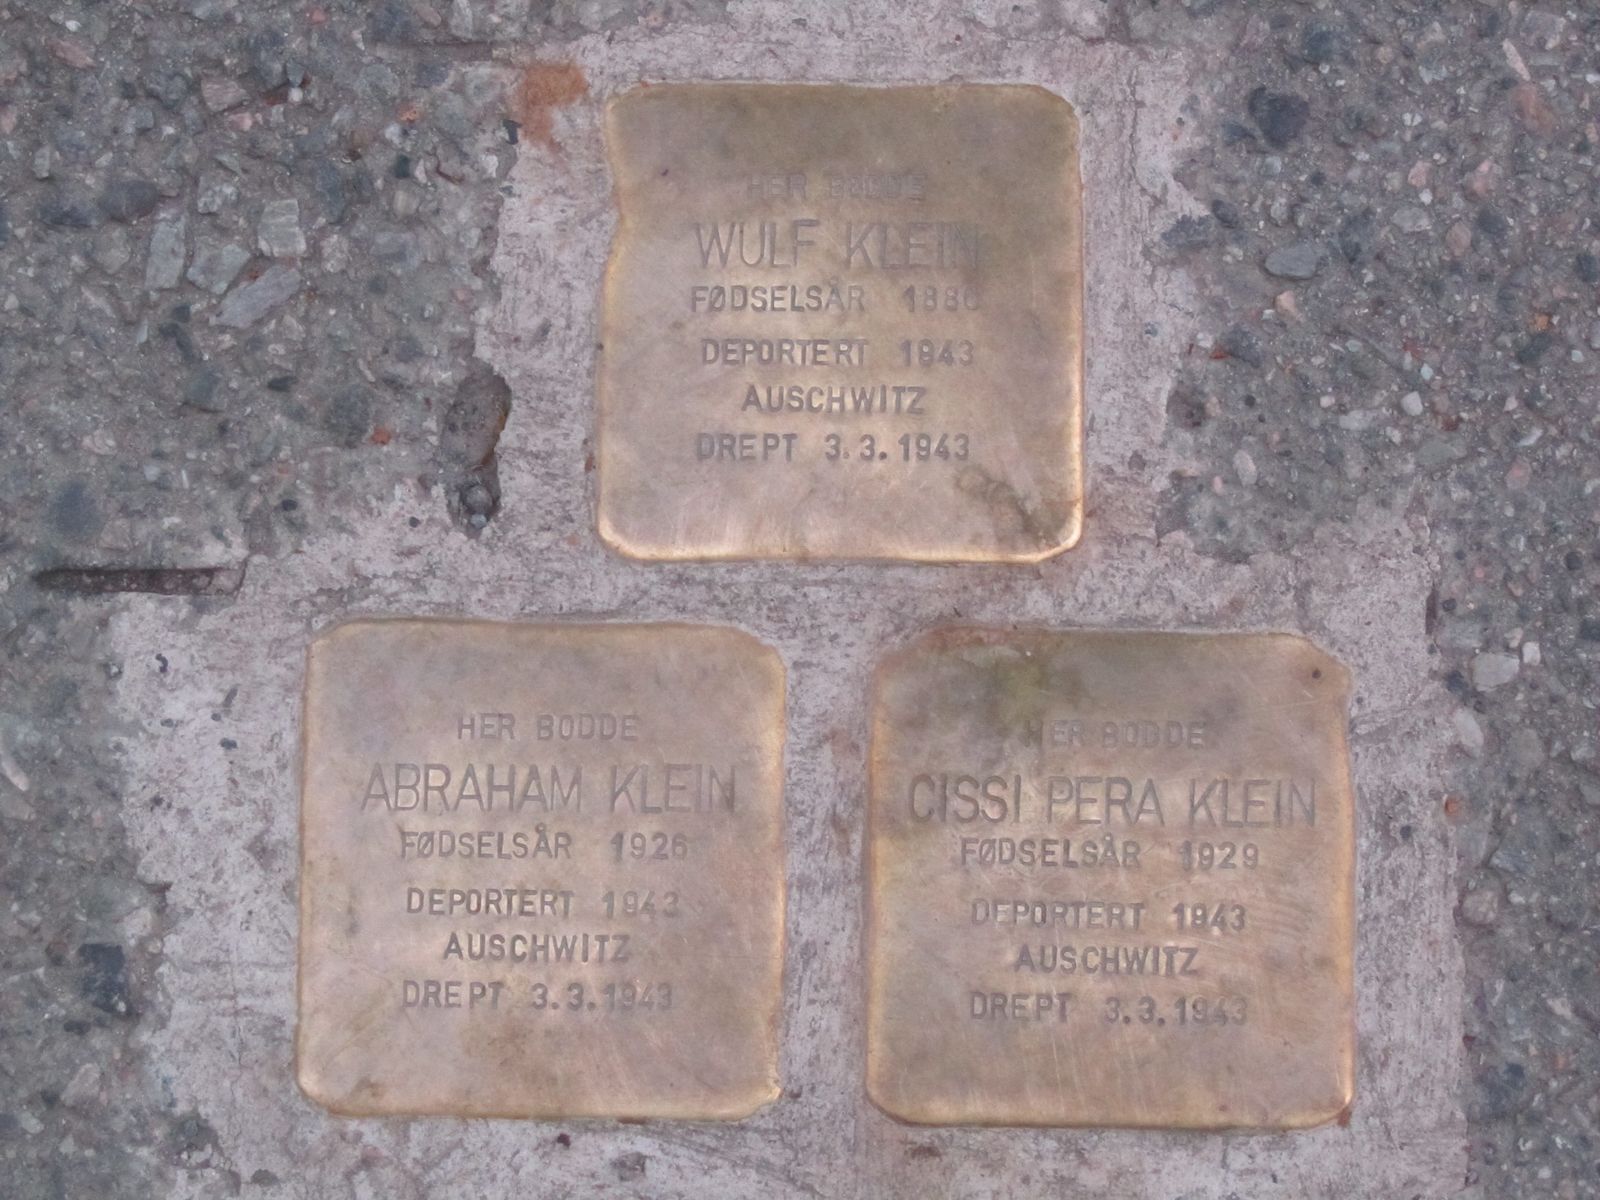 HER BODDE
WULF KLEIN
FØDSELSÅR 1886
DEPORTERT 1943
AUSCHWITZ
DREPT 3.3.1943
HER BODDE
ABRAHAM KLEIN
FØDSELSÅR 1926
DEPORTERT 1943
AUSCHWITZ
DREPT 3.3.1943
HER BODDE
CISSI PERA KLEIN
FØDSELSÅR 1929
DEPORTERT 1943
AUSCHWITZ
DREPT 3.3.1943